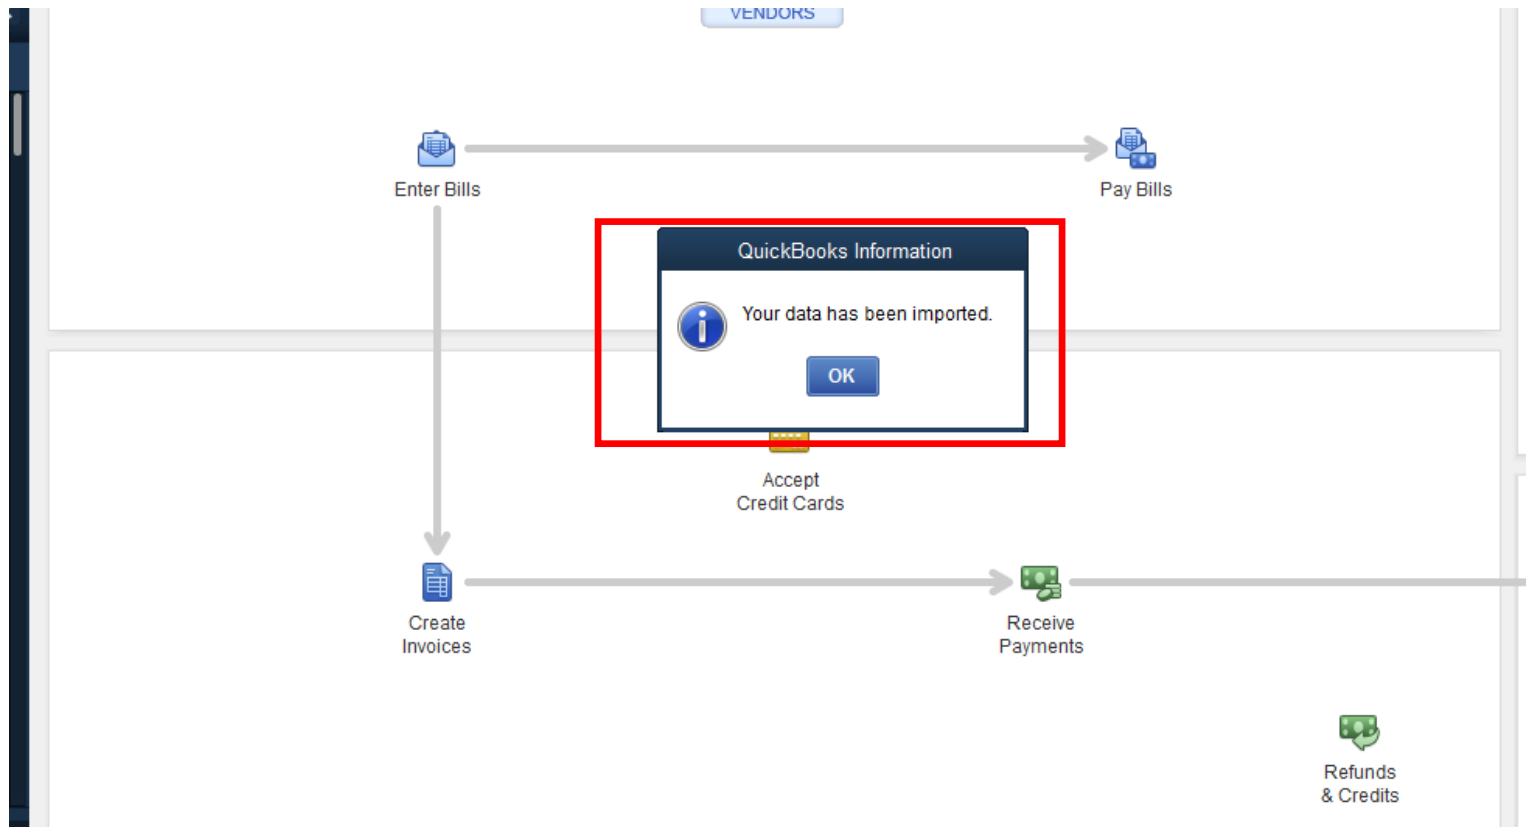 VENDORS
Enter Bills
Pay Bills
QuickBooks Information
Your data has been imported.
OK
Accept
Credit Cards
Create
Invoices
Receive
Payments
Refunds
& Credits